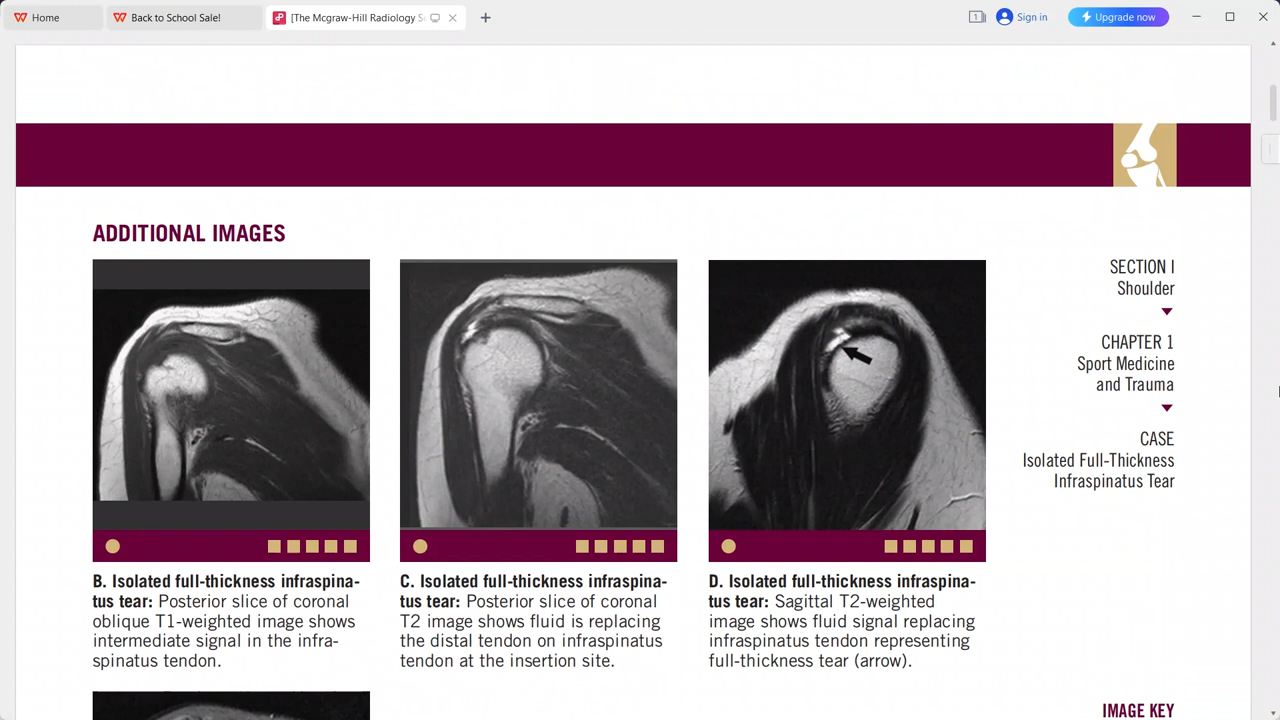 Home
Back to School Sale!
[The Mcgraw-Hill Radiology S
1
Sign in
Upgrade now
ADDITIONAL IMAGES
SECTION I
Shoulder
CHAPTER 1
Sport Medicine
and Trauma
CASE
Isolated Full-Thickness
Infraspinatus Tear
B. Isolated full-thickness infraspina-
tus tear: Posterior slice of coronal
oblique T1-weighted image shows
intermediate signal in the infra-
spinatus tendon.
C. Isolated full-thickness infraspina-
tus tear: Posterior slice of coronal
T2 image shows fluid is replacing
the distal tendon on infraspinatus
tendon at the insertion site.
D. Isolated full-thickness infraspina-
tus tear: Sagittal T2-weighted
image shows fluid signal replacing
infraspinatus tendon representing
full-thickness tear (arrow).
IMAGE KEY